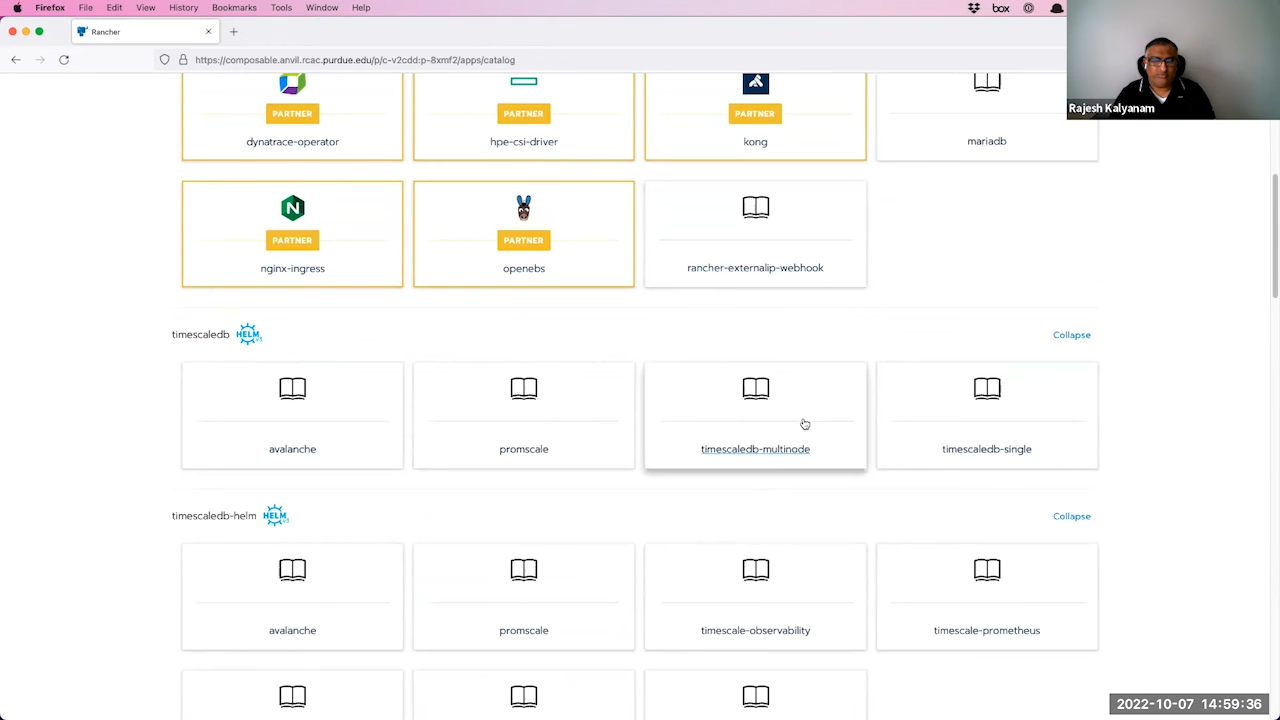 Firefox File Edit View History Bookmarks Tools Window Help
box
Rancher
https://composable.anvil.rcac.purdue.edu/p/c-v2cdd:p-8xmf2/apps/catalog
Rajesh Kalyanam
PARTNER PARTNER PARTNER
dynatrace-operator hpe-csi-driver kong mariadb
N
PARTNER PARTNER
nginx-ingress openebs rancher-externalip-webhook
timescaledb HELM V3 Collapse
avalanche promscale timescaledb-multinode timescaledb-single
timescaledb-helm HELM V3 Collapse
avalanche promscale timescale-observability timescale-prometheus
2022-10-07 14:59:36